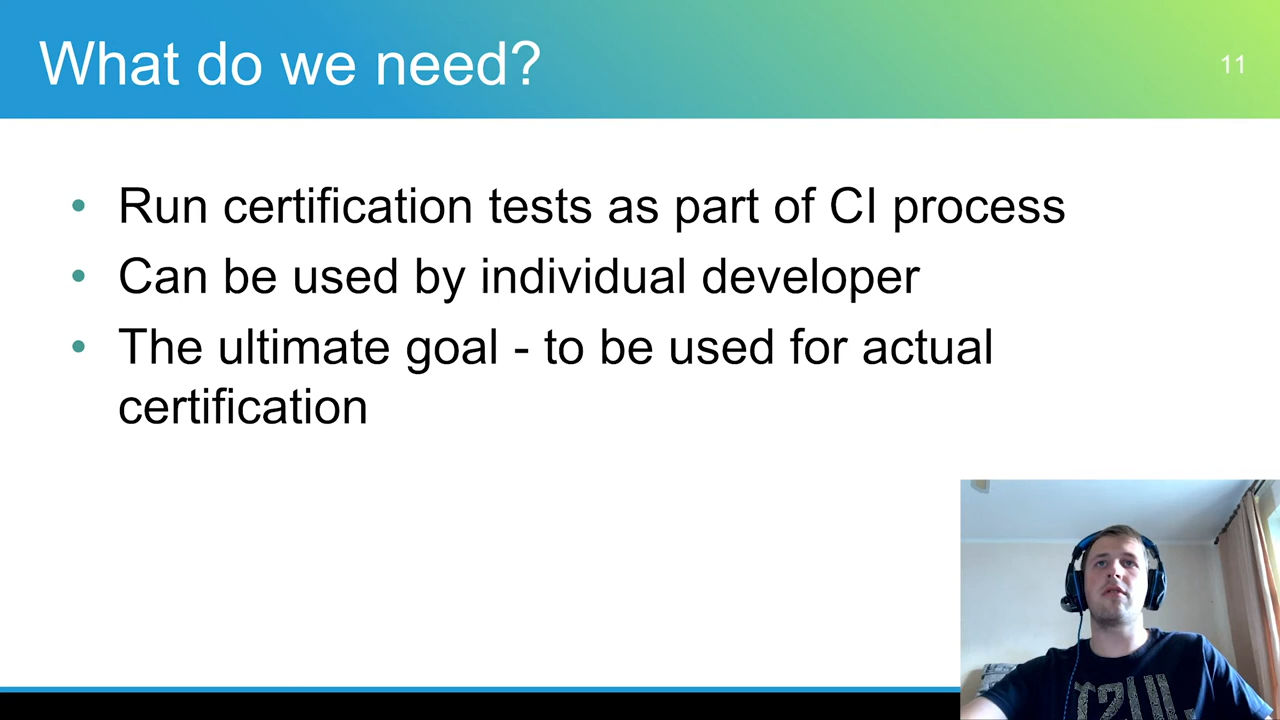 What do we need?
11
• Run certification tests as part of CI process
• Can be used by individual developer
• The ultimate goal - to be used for actual
certification